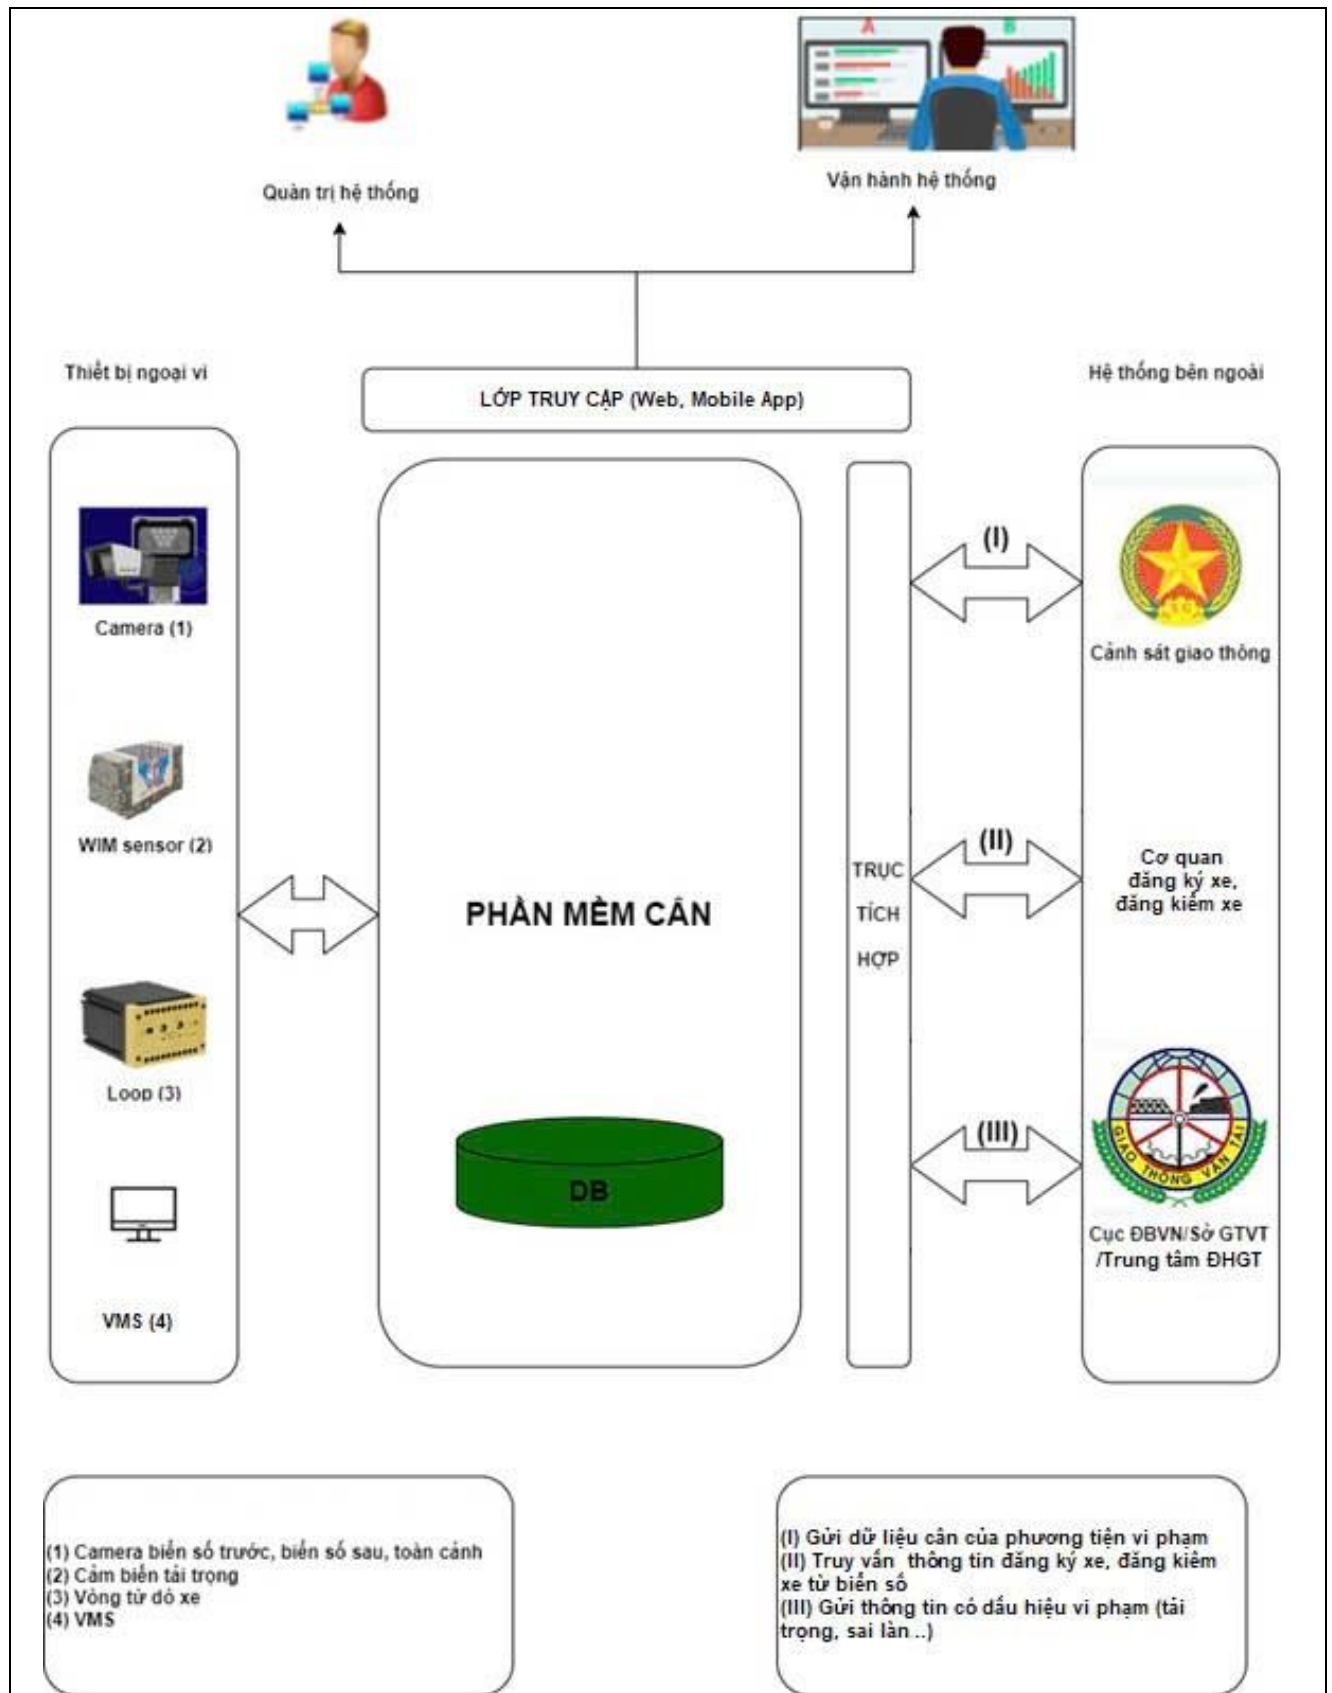 A
B
Quản trị hệ thống
Vận hành hệ thống
Thiết bị ngoại vi
Hệ thống bên ngoài
LỚP TRUY CẬP (Web, Mobile App)
Camera (1)
WIM sensor (2)
Loop (3)
VMS (4)
PHẦN MỀM CÂN
DB
TRỤC
TÍCH
HỢP
(I)
(II)
(III)
Cảnh sát giao thông
Cơ quan
đăng ký xe,
đăng kiểm xe
GIAO THÔNG VẬN TẢI
Cục ĐBVN/Sở GTVT
/Trung tâm ĐHGT
(1) Camera biển số trước, biển số sau, toàn cảnh
(2) Cảm biến tải trọng
(3) Vòng từ dò xe
(4) VMS
(I) Gửi dữ liệu cân của phương tiện vi phạm
(II) Truy vấn thông tin đăng ký xe, đăng kiểm
xe từ biển số
(III) Gửi thông tin có dấu hiệu vi phạm (tải
trọng, sai làn ..)